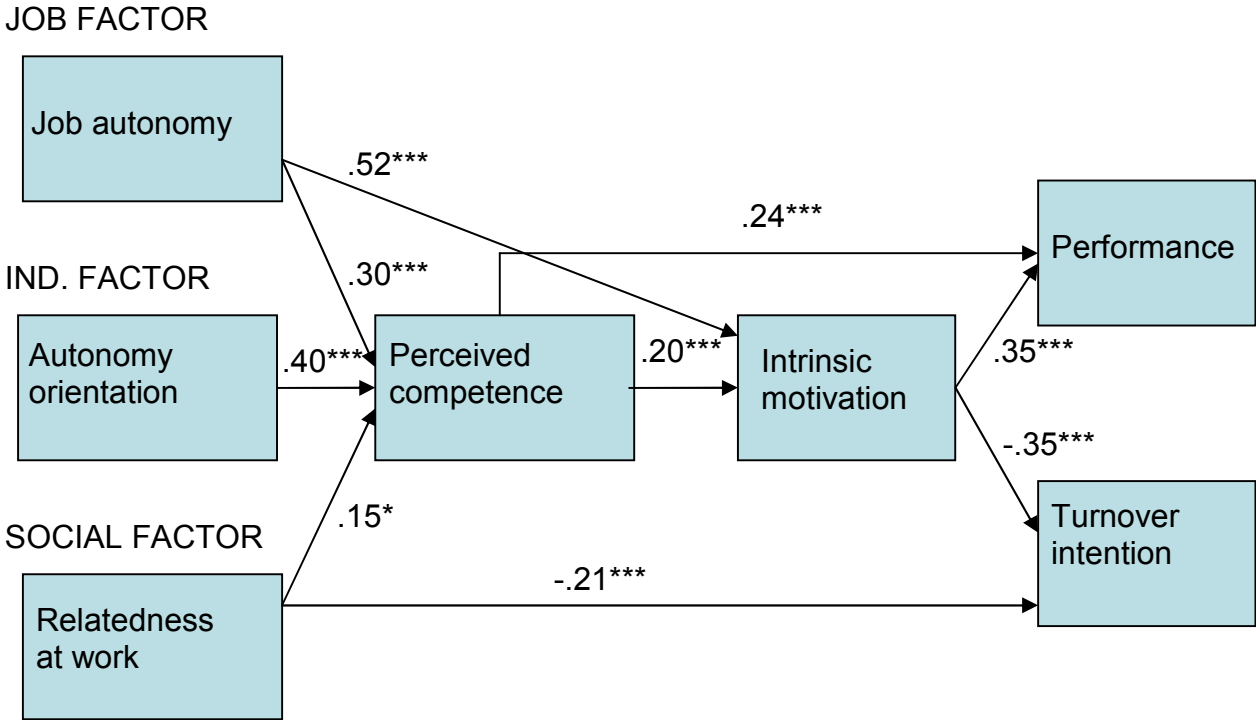 JOB FACTOR
Job autonomy
.52***
.24***
Performance
.30***
IND. FACTOR
Autonomy
orientation
.40***
Perceived
competence
.20***
Intrinsic
motivation
.35***
-.35***
SOCIAL FACTOR
.15*
Turnover
intention
-.21***
Relatedness
at work